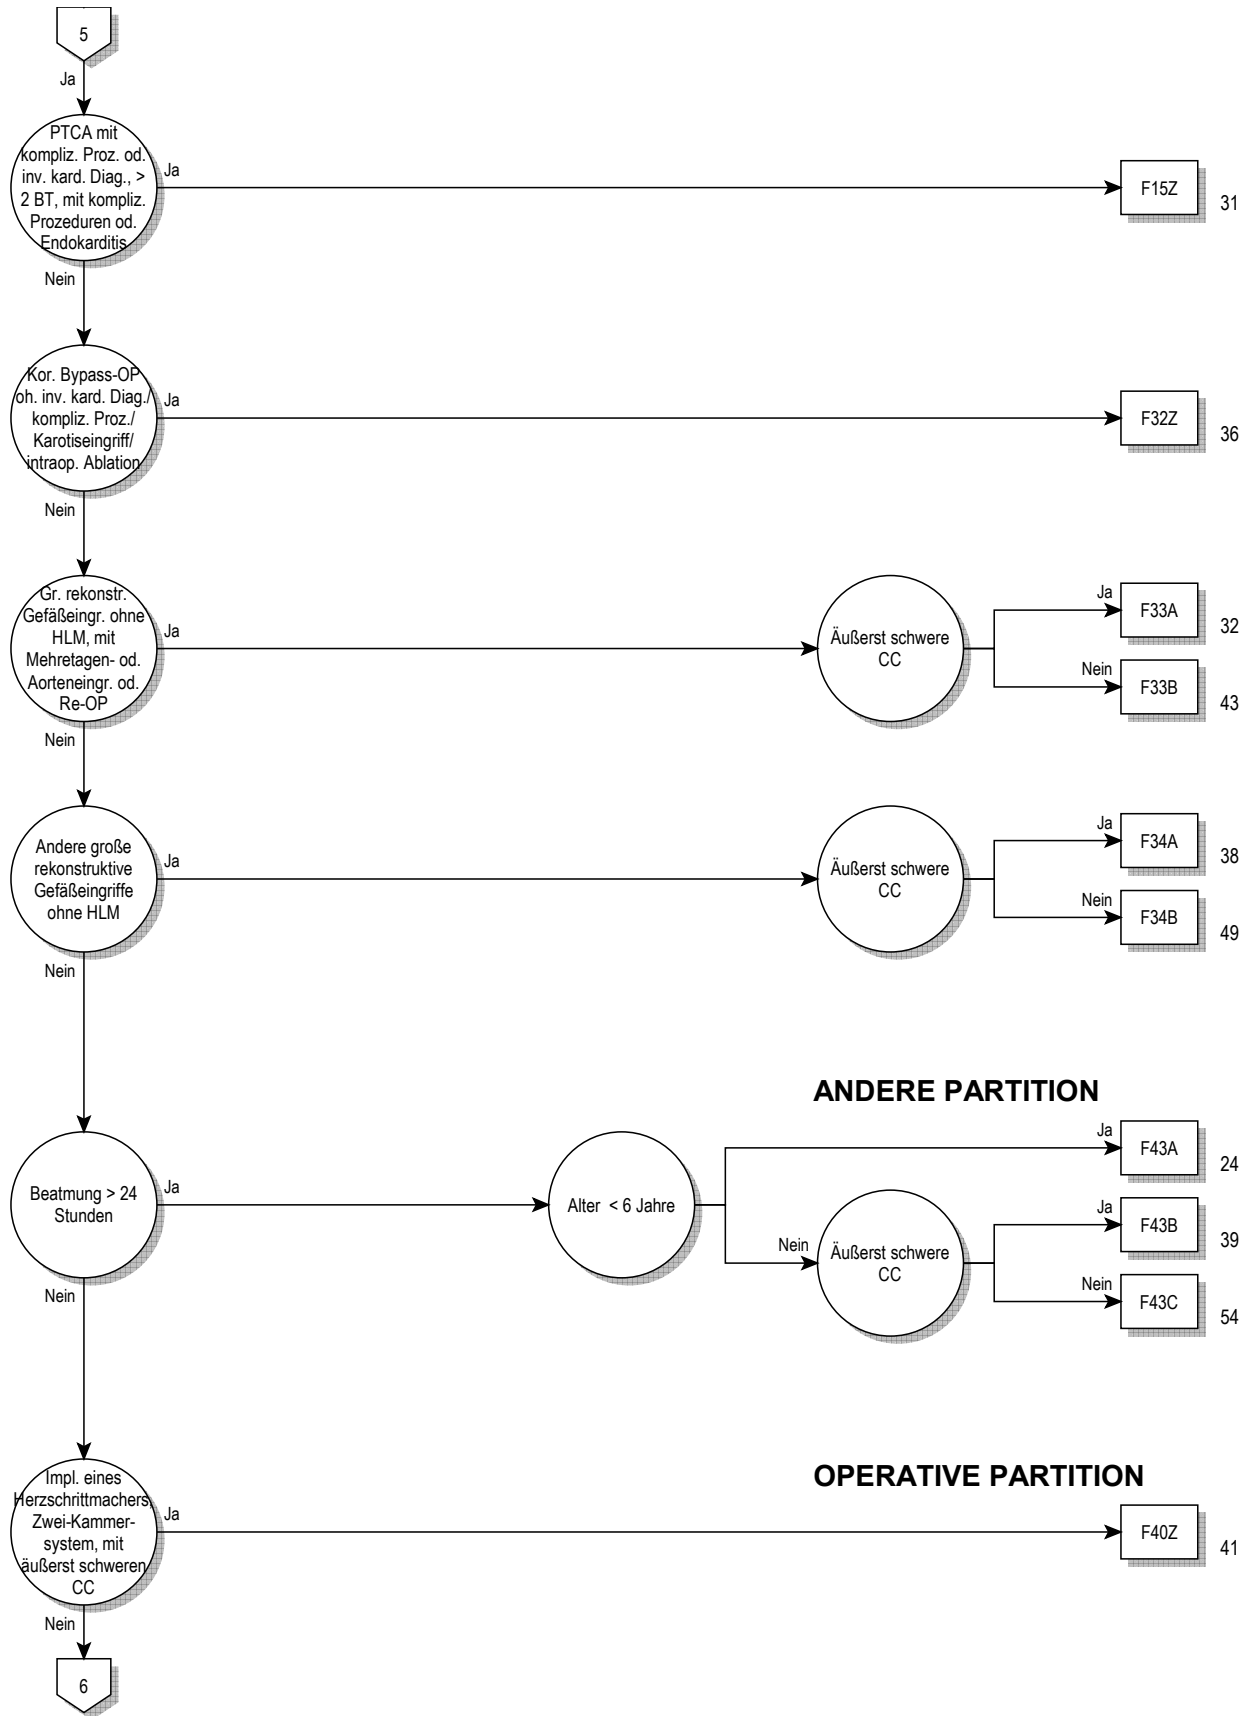 5
Ja
PTCA mit
kompliz. Proz. od.
inv. kard. Diag., >
2 BT, mit kompliz.
Prozeduren od.
Endokarditis
Ja
F15Z
31
Nein
Kor. Bypass-OP
oh. inv. kard. Diag./
kompliz. Proz./
Karotiseingriff/
intraop. Ablation
Ja
F32Z
36
Nein
Gr. rekonstr.
Gefäßeingr. ohne
HLM, mit
Mehretagen- od.
Aorteneingr. od.
Re-OP
Ja
Äußerst schwere
CC
Ja
F33A
32
Nein
F33B
43
Nein
Andere große
rekonstruktive
Gefäßeingriffe
ohne HLM
Ja
Äußerst schwere
CC
Ja
F34A
38
Nein
F34B
49
Nein
ANDERE PARTITION
Beatmung > 24
Stunden
Ja
Alter < 6 Jahre
Ja
F43A
24
Nein
Äußerst schwere
CC
Ja
F43B
39
Nein
F43C
54
Nein
OPERATIVE PARTITION
Impl. eines
Herzschrittmachers,
Zwei-Kammer-
system, mit
äußerst schweren
CC
Ja
F40Z
41
Nein
6